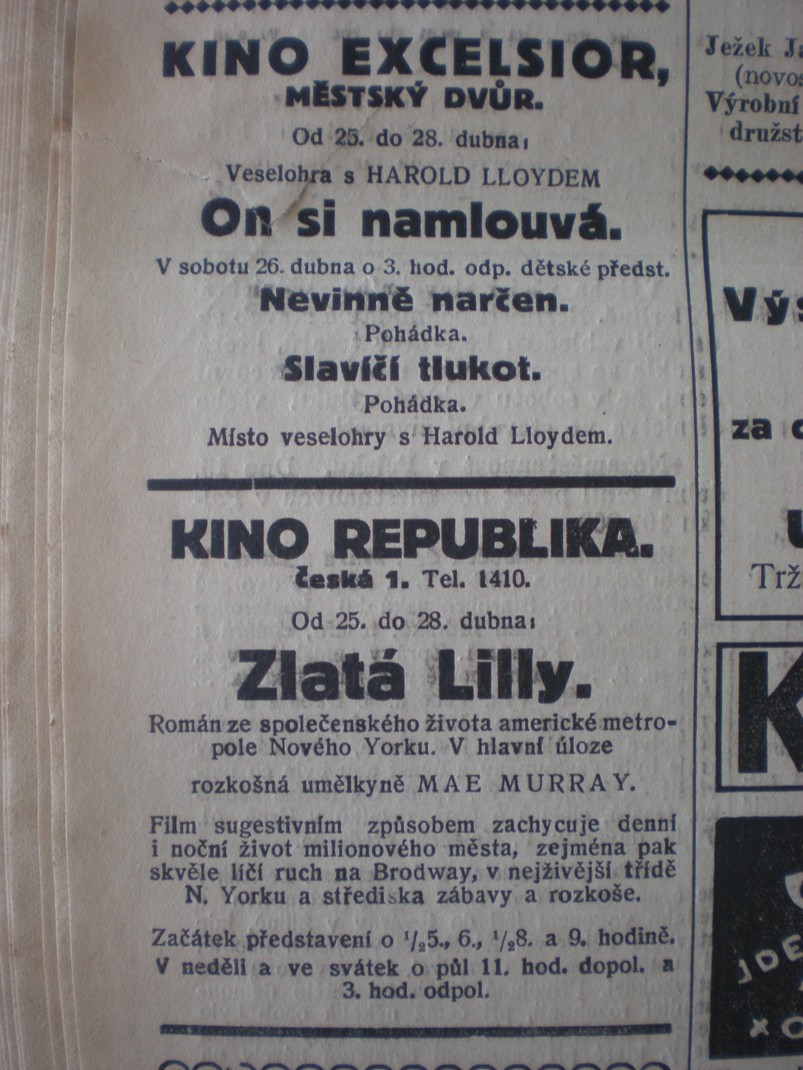 KINO EXCELSIOR,
MĚSTSKÝ DVŮR.
Od 25. do 28. dubna:
Veselohra s HAROLD LLOYDEM
On si namlouvá.
V sobotu 26. dubna o 3. hod. odp. dětské předst.
Nevinně narčen.
Pohádka.
Slavíčí tlukot.
Pohádka.
Místo veselohry s Harold Lloydem.
KINO REPUBLIKA.
Česká 1. Tel. 1410.
Od 25. do 28. dubna:
Zlatá Lilly.
Román ze společenského života americké metro-
pole Nového Yorku. V hlavní úloze
rozkošná umělkyně MAE MURRAY.
Film sugestivním způsobem zachycuje denní
i noční život milionového města, zejména pak
skvěle líčí ruch na Brodway, v nejživější třídě
N. Yorku a střediska zábavy a rozkoše.
Začátek představení o ½5., 6., ½8. a 9. hodině.
V neděli a ve svátek o půl 11. hod. dopol. a
3. hod. odpol.
Ježek
(novos
Výrobní
družst
Výs
za
Trž
K
JDE